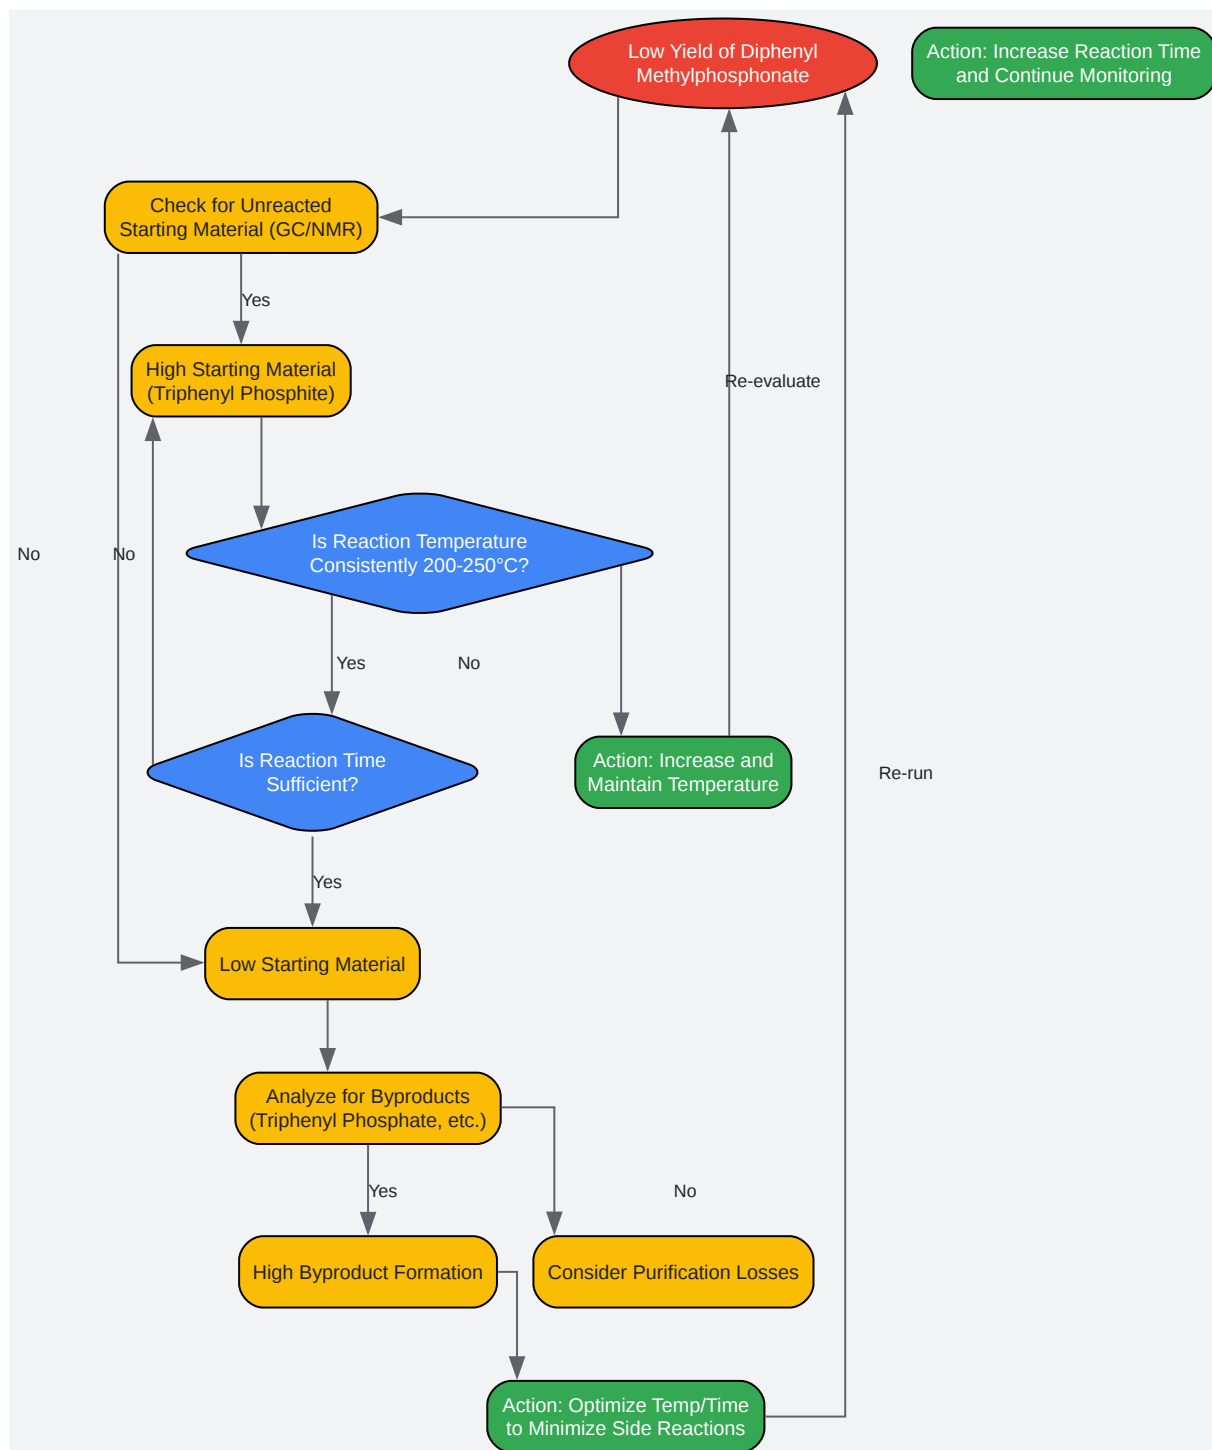 Low Yield of Diphenyl
Methylphosphonate
Action: Increase Reaction Time
and Continue Monitoring
Check for Unreacted
Starting Material (GC/NMR)
Yes
High Starting Material
(Triphenyl Phosphite)
Re-evaluate
No
No
Is Reaction Temperature
Consistently 200-250°C?
Yes
No
Is Reaction Time
Sufficient?
Action: Increase and
Maintain Temperature
Re-run
Yes
Low Starting Material
Analyze for Byproducts
(Triphenyl Phosphate, etc.)
Yes
No
High Byproduct Formation
Consider Purification Losses
Action: Optimize Temp/Time
to Minimize Side Reactions